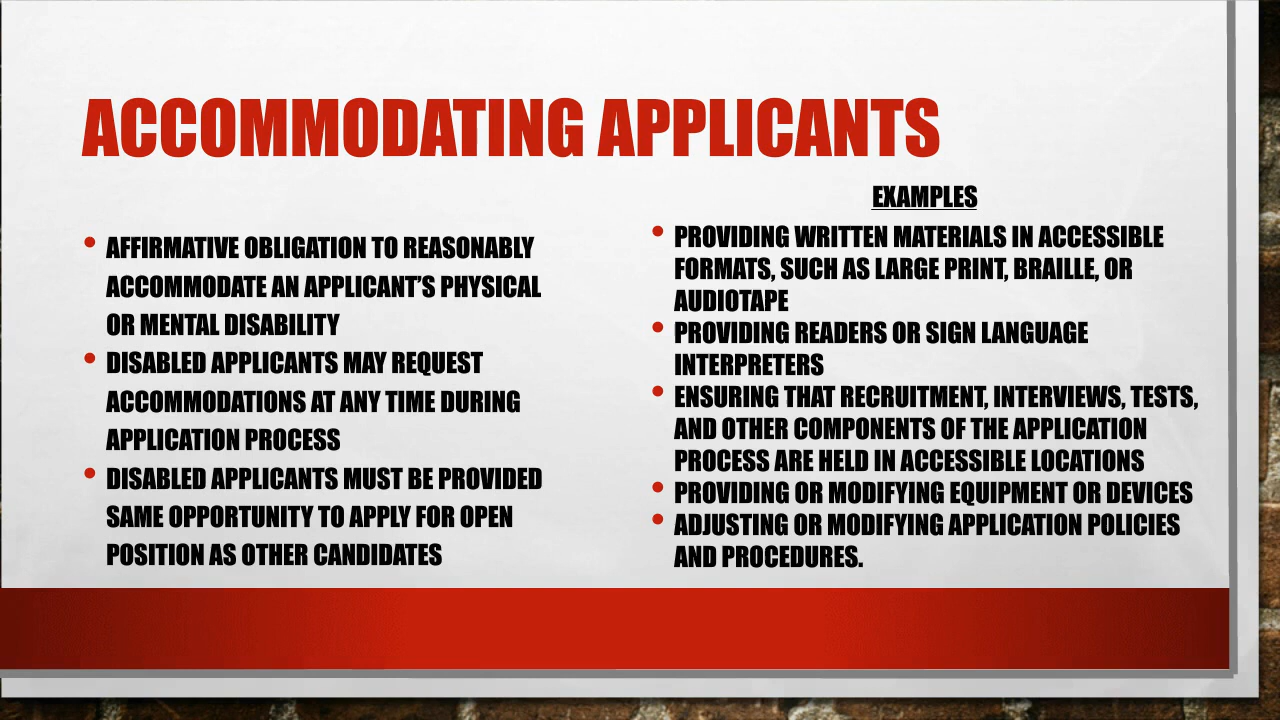 ACCOMMODATING APPLICANTS
AFFIRMATIVE OBLIGATION TO REASONABLY
ACCOMMODATE AN APPLICANT’S PHYSICAL
OR MENTAL DISABILITY
DISABLED APPLICANTS MAY REQUEST
ACCOMMODATIONS AT ANY TIME DURING
APPLICATION PROCESS
DISABLED APPLICANTS MUST BE PROVIDED
SAME OPPORTUNITY TO APPLY FOR OPEN
POSITION AS OTHER CANDIDATES
EXAMPLES
PROVIDING WRITTEN MATERIALS IN ACCESSIBLE
FORMATS, SUCH AS LARGE PRINT, BRAILLE, OR
AUDIOTAPE
PROVIDING READERS OR SIGN LANGUAGE
INTERPRETERS
ENSURING THAT RECRUITMENT, INTERVIEWS, TESTS,
AND OTHER COMPONENTS OF THE APPLICATION
PROCESS ARE HELD IN ACCESSIBLE LOCATIONS
PROVIDING OR MODIFYING EQUIPMENT OR DEVICES
ADJUSTING OR MODIFYING APPLICATION POLICIES
AND PROCEDURES.